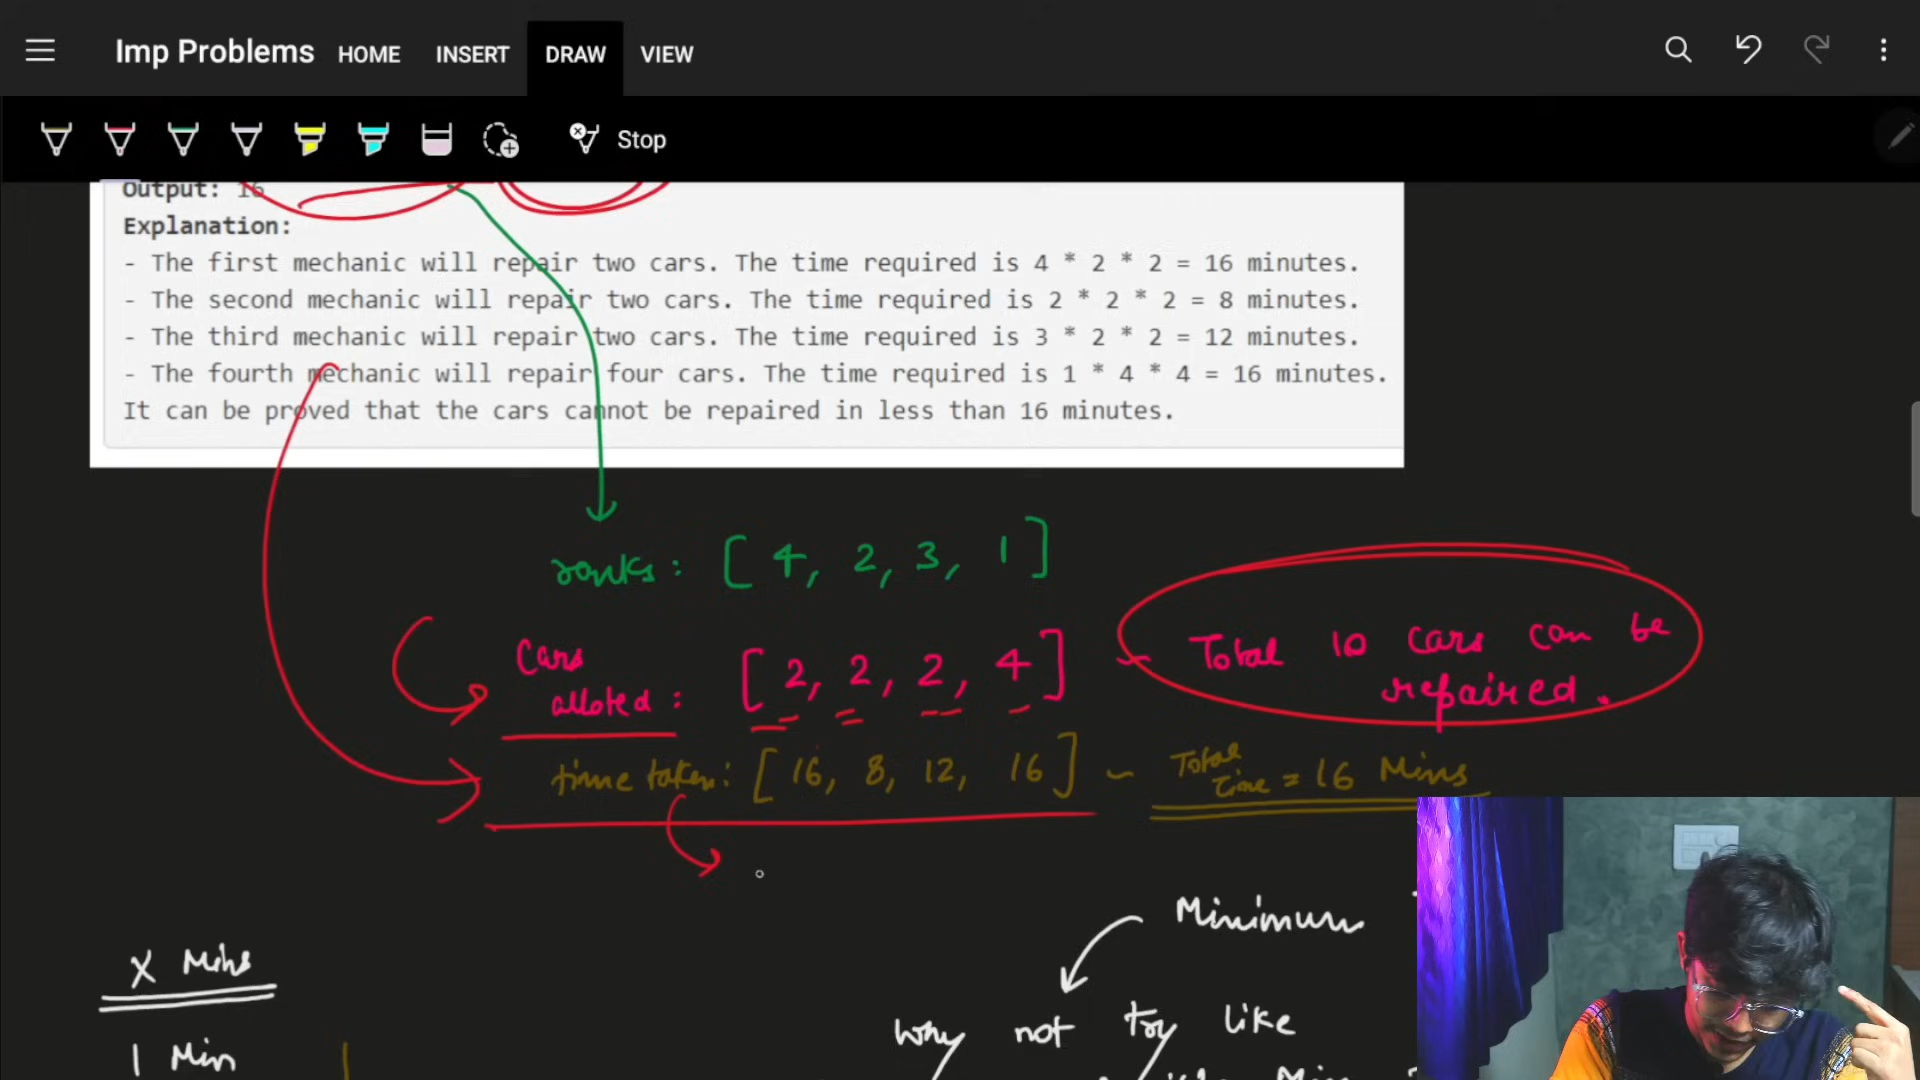 Imp Problems HOME INSERT DRAW VIEW
Stop
Output: 16
Explanation:
- The first mechanic will repair two cars. The time required is 4 * 2 * 2 = 16 minutes.
- The second mechanic will repair two cars. The time required is 2 * 2 * 2 = 8 minutes.
- The third mechanic will repair two cars. The time required is 3 * 2 * 2 = 12 minutes.
- The fourth mechanic will repair four cars. The time required is 1 * 4 * 4 = 16 minutes.
It can be proved that the cars cannot be repaired in less than 16 minutes.
ranks: [ 4, 2, 3, 1 ]
Cars alloted: [ 2, 2, 2, 4 ] - Total 10 cars can be
repaired.
time taken: [ 16, 8, 12, 16 ] - Total Time = 16 Mins
Minimum
X Mins
why not try like
1 Min